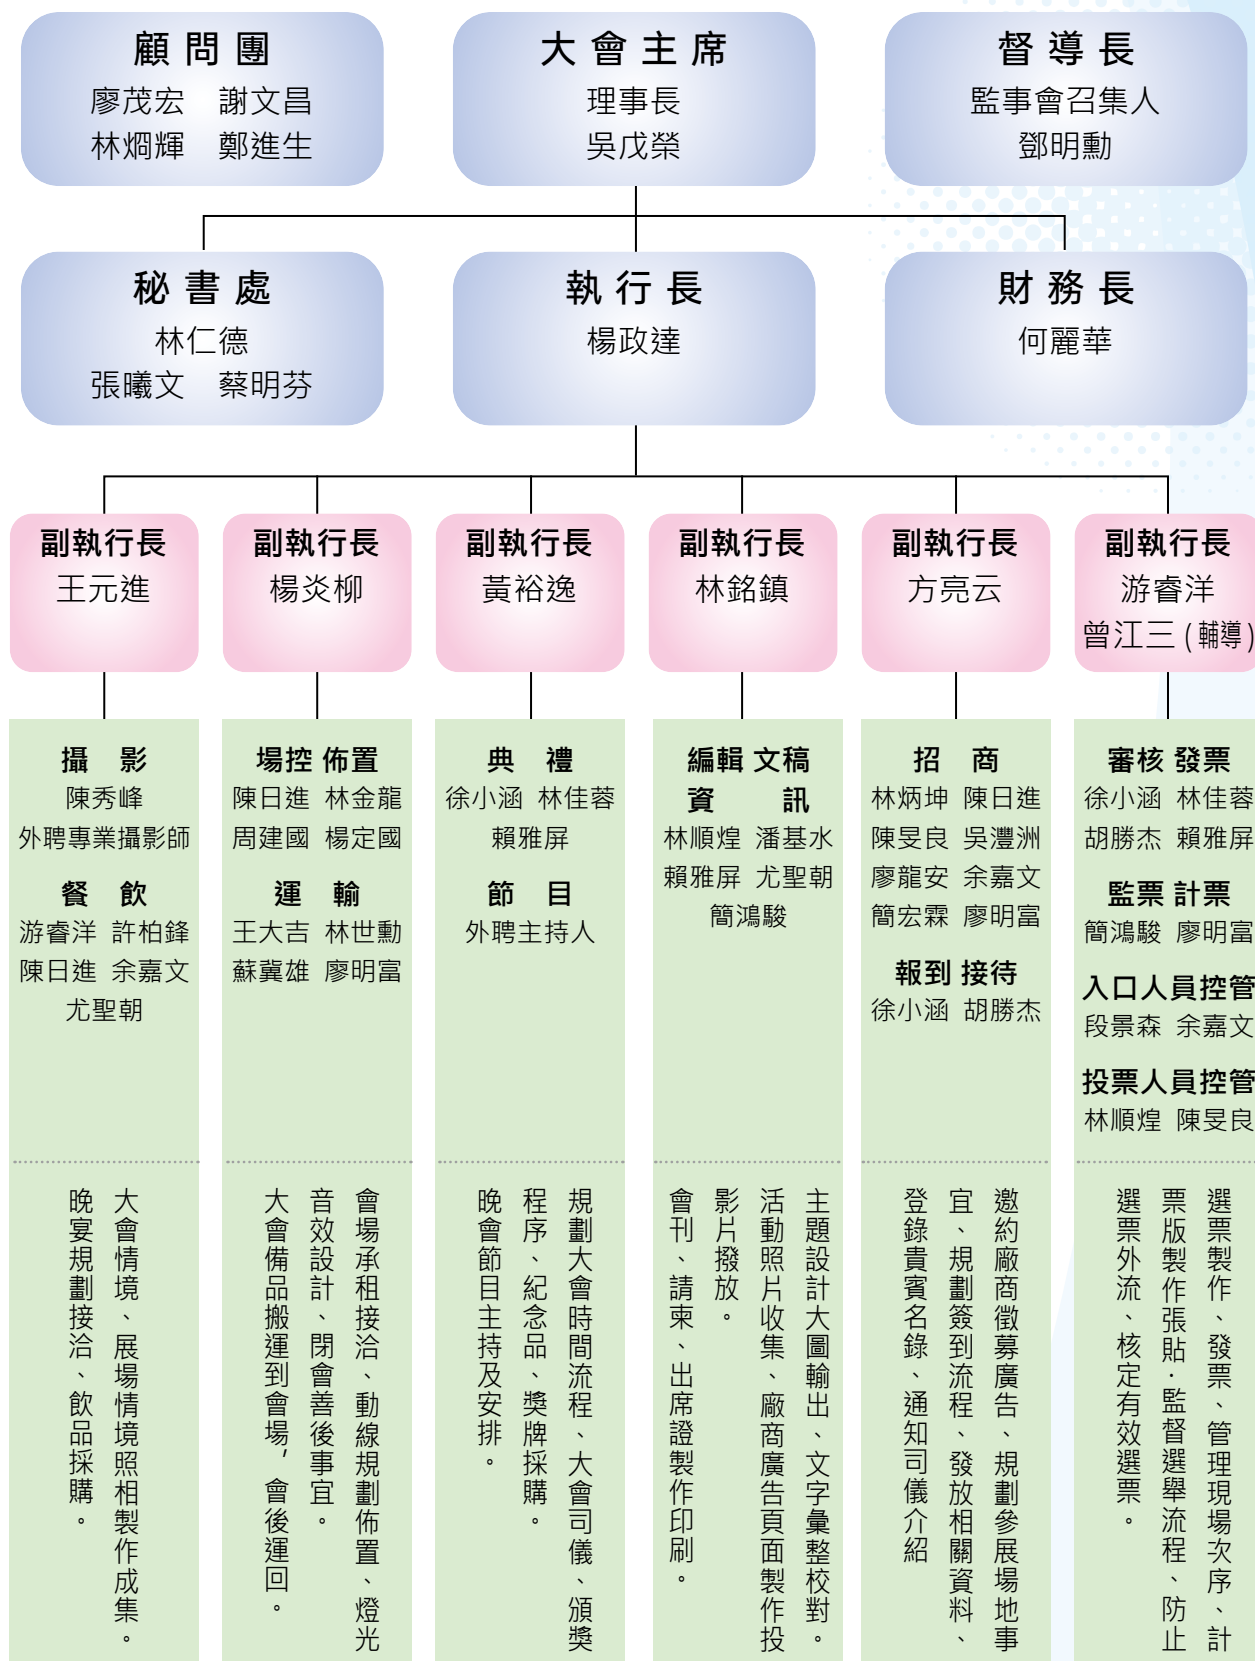 顧問團
廖茂宏　謝文昌
林烱輝　鄭進生
大會主席
理事長
吳戊榮
督導長
監事會召集人
鄧明勳
秘書處
林仁德
張曦文　蔡明芬
執行長
楊政達
財務長
何麗華
副執行長
王元進
副執行長
楊炎柳
副執行長
黃裕逸
副執行長
林銘鎮
副執行長
方亮云
副執行長
游睿洋
曾江三(輔導)
攝　影
陳秀峰
外聘專業攝影師
餐　飲
游睿洋 許柏鋒
陳日進 余嘉文
尤聖朝
大會情境、展場情境照相製作成集。
晚宴規劃接洽、飲品採購。
場控 佈置
陳日進 林金龍
周建國 楊定國
運　輸
王大吉 林世勳
蘇冀雄 廖明富
會場承租接洽、動線規劃佈置、燈光
音效設計、閉會善後事宜。
大會備品搬運到會場，會後運回。
典　禮
徐小涵 林佳蓉
賴雅屏
節　目
外聘主持人
規劃大會時間流程、大會司儀、頒獎
程序、紀念品、獎牌採購。
晚會節目主持及安排。
編輯 文稿
資　訊
林順煌 潘基水
賴雅屏 尤聖朝
簡鴻駿
主題設計大圖輸出、文字彙整校對。
活動照片收集、廠商廣告頁面製作投
影片撥放。
會刊、請柬、出席證製作印刷。
招　商
林炳坤 陳日進
陳旻良 吳灃洲
廖龍安 余嘉文
簡宏霖 廖明富
報到 接待
徐小涵 胡勝杰
邀約廠商徵募廣告、規劃參展場地事
宜、規劃簽到流程、發放相關資料、
登錄貴賓名錄、通知司儀介紹
審核 發票
徐小涵 林佳蓉
胡勝杰 賴雅屏
監票 計票
簡鴻駿 廖明富
入口人員控管
段景森 余嘉文
投票人員控管
林順煌 陳旻良
選票製作、發票、管理現場次序、計
票版製作張貼．監督選舉流程、防止
選票外流、核定有效選票。